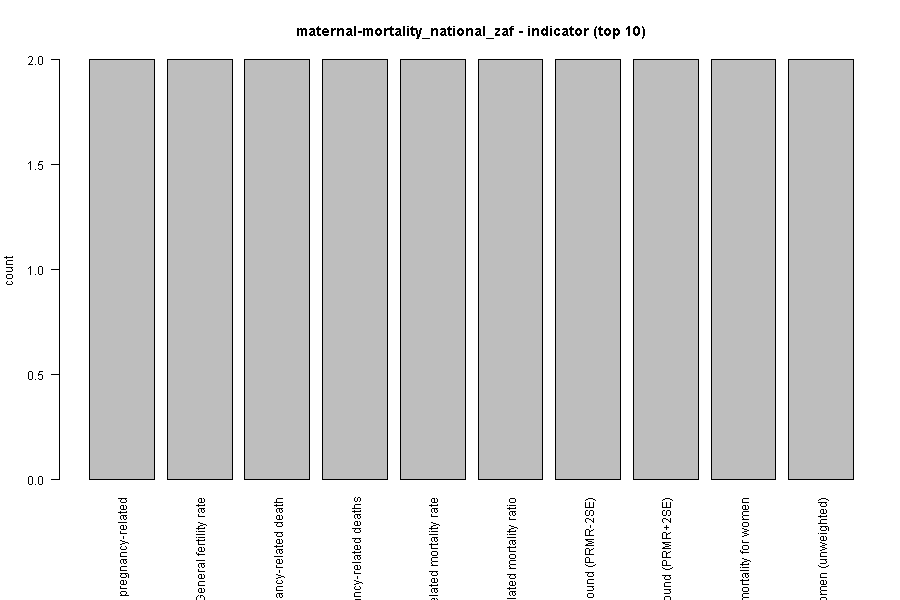 maternal-mortality_national_zaf - indicator (top 10)
count
2.0
1.5
1.0
0.5
0.0
pregnancy-related
General fertility rate
ancy-related death
ancy-related deaths
elated mortality rate
lated mortality ratio
ound (PRMR-2SE)
ound (PRMR+2SE)
mortality for women
omen (unweighted)